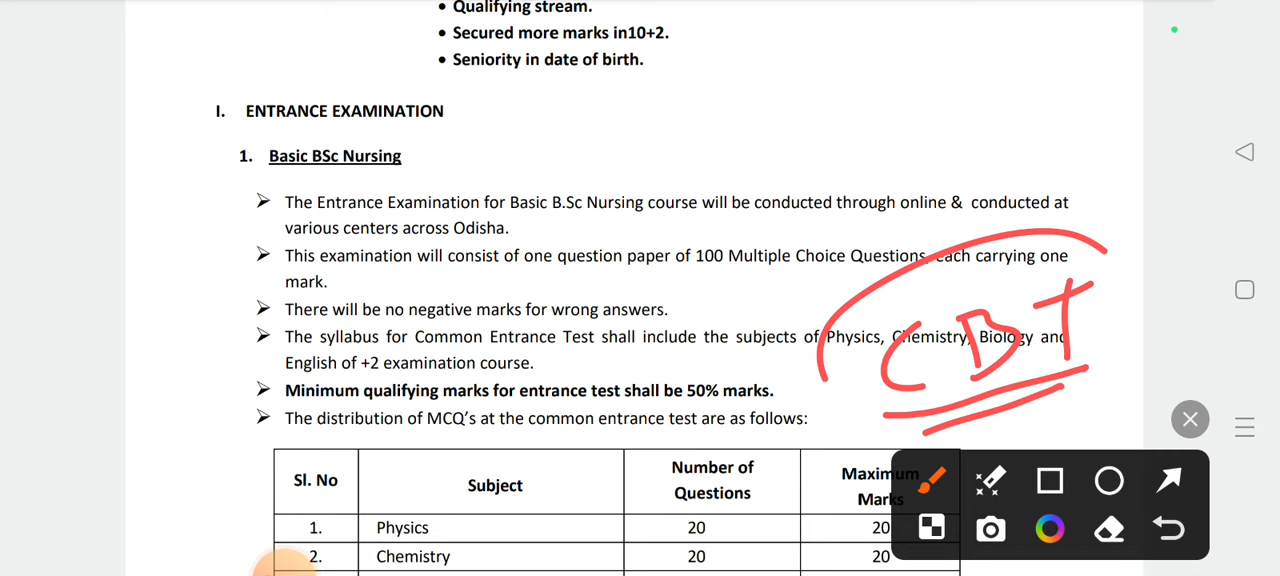 • Qualifying stream.
• Secured more marks in10+2.
• Seniority in date of birth.
I. ENTRANCE EXAMINATION
1. Basic BSc Nursing
➢ The Entrance Examination for Basic B.Sc Nursing course will be conducted through online & conducted at
various centers across Odisha.
➢ This examination will consist of one question paper of 100 Multiple Choice Questions, each carrying one
mark.
➢ There will be no negative marks for wrong answers.
➢ The syllabus for Common Entrance Test shall include the subjects of Physics, Chemistry, Biology and
English of +2 examination course.
CBT
➢ Minimum qualifying marks for entrance test shall be 50% marks.
➢ The distribution of MCQ’s at the common entrance test are as follows:
Sl. No Subject Number of Questions Maximum Marks
1. Physics 20 20
2. Chemistry 20 20